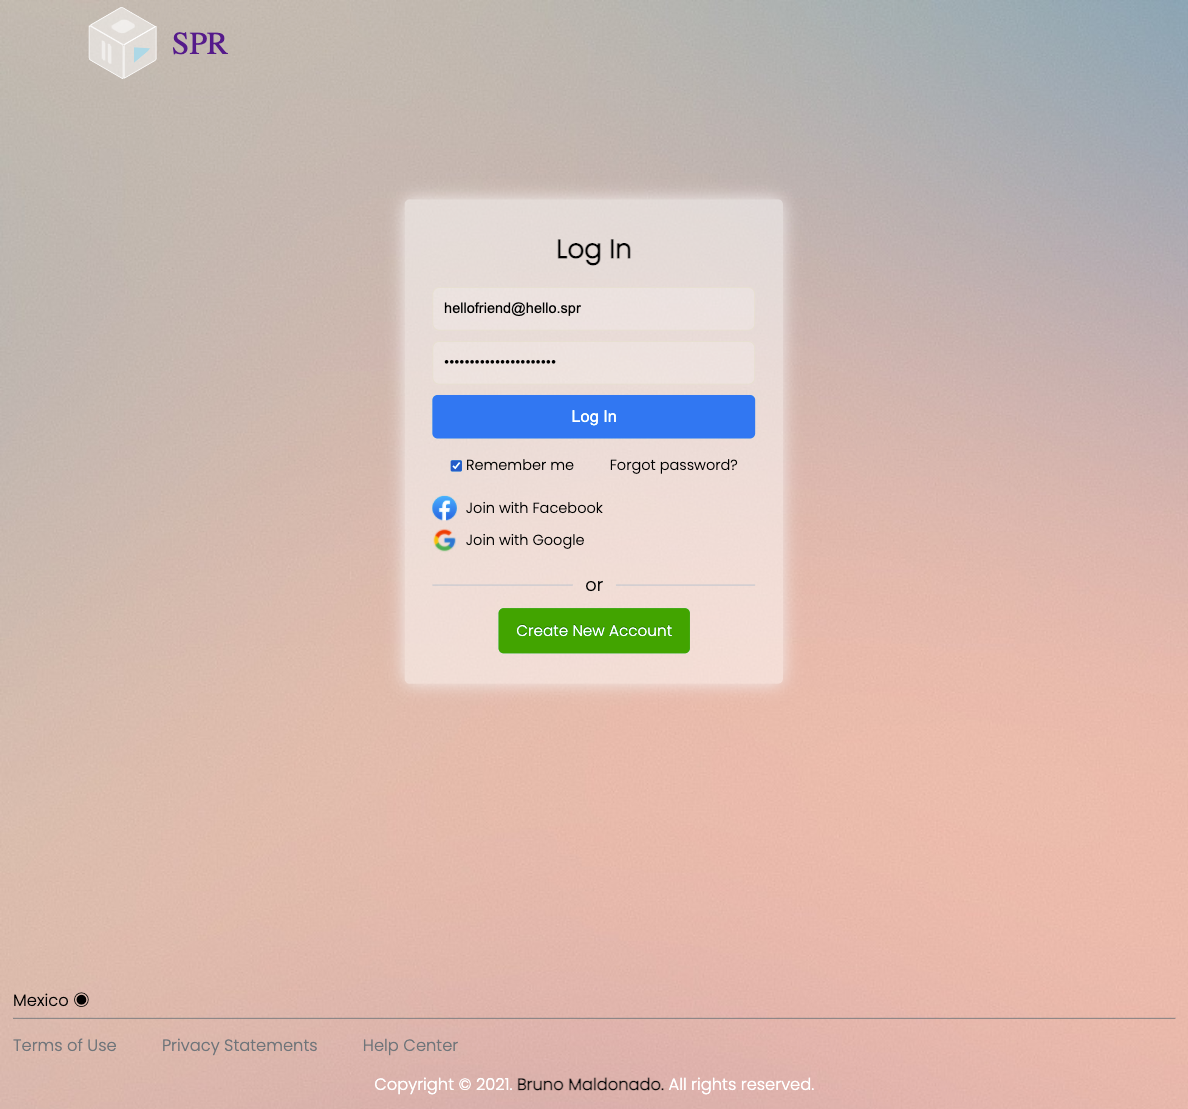 SPR
Log In
hellofriend@hello.spr
••••••••••••••••••••••
Log In
Remember me Forgot password?
Join with Facebook
Join with Google
or
Create New Account
Mexico ◉
Terms of Use Privacy Statements Help Center
Copyright © 2021. Bruno Maldonado. All rights reserved.